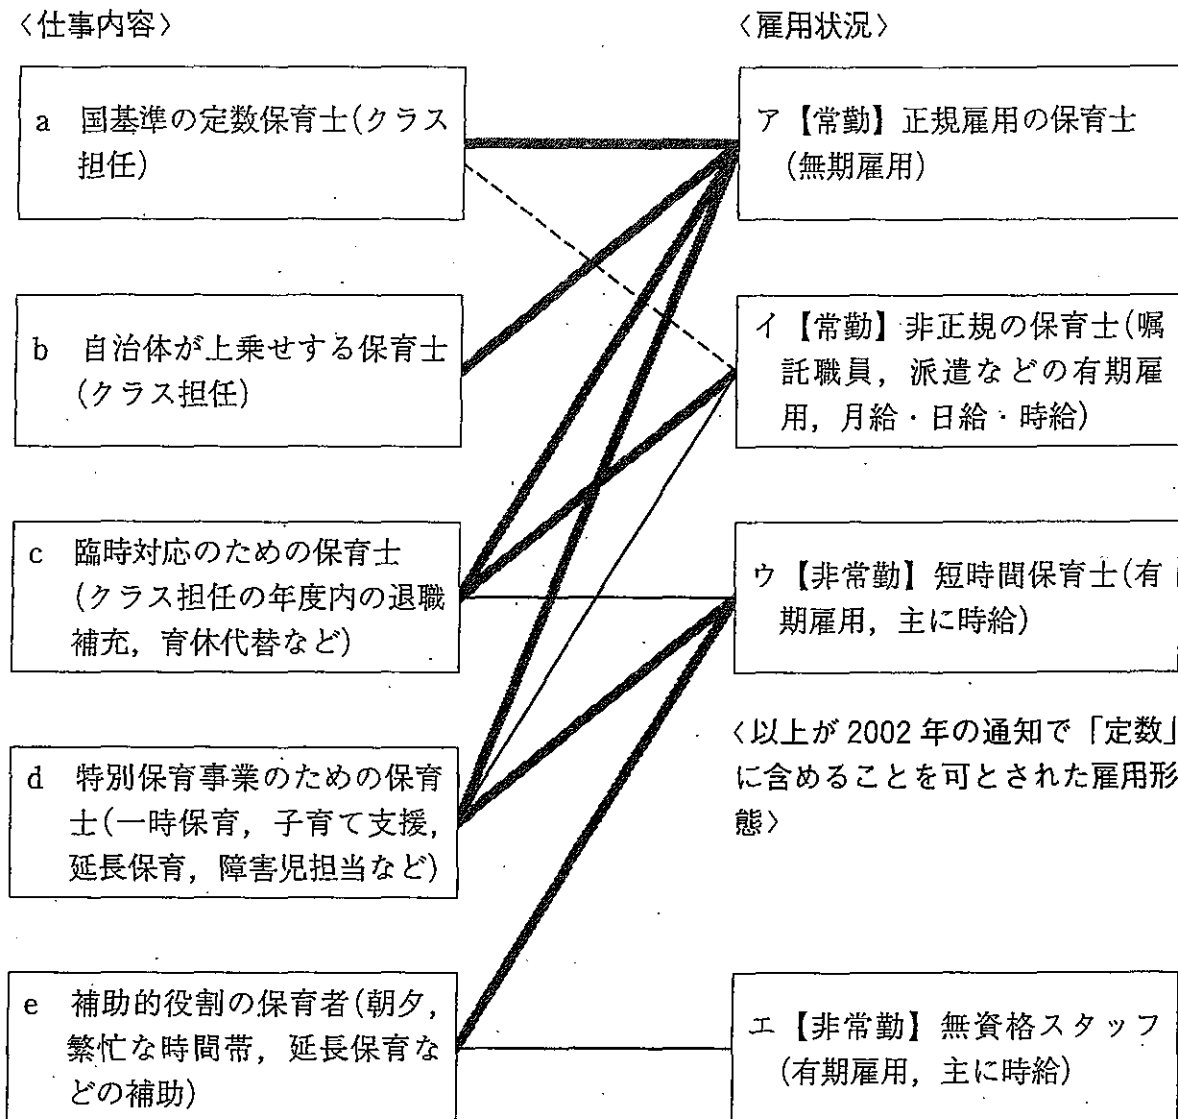 〈仕事内容〉
a 国基準の定数保育士(クラス
担任)
b 自治体が上乗せする保育士
(クラス担任)
c 臨時対応のための保育士
(クラス担任の年度内の退職
補充，育休代替など)
d 特別保育事業のための保育
士(一時保育，子育て支援，
延長保育，障害児担当など)
e 補助的役割の保育者(朝夕，
繁忙な時間帯，延長保育な
どの補助)
〈雇用状況〉
ア【常勤】正規雇用の保育士
(無期雇用)
イ【常勤】非正規の保育士(嘱
託職員，派遣などの有期雇
用，月給・日給・時給)
ウ【非常勤】短時間保育士(有
期雇用，主に時給)
〈以上が 2002 年の通知で「定数」
に含めることを可とされた雇用形
態〉
エ【非常勤】無資格スタッフ
(有期雇用，主に時給)